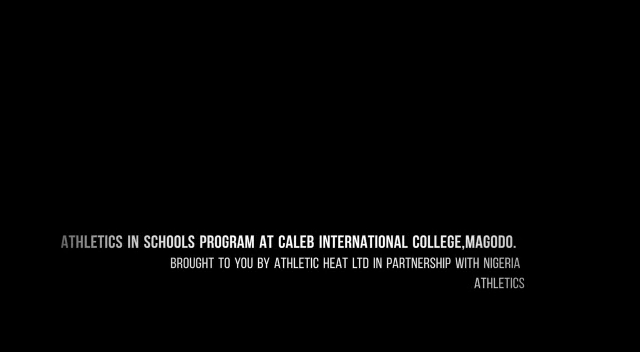 ATHLETICS IN SCHOOLS PROGRAM AT CALEB INTERNATIONAL COLLEGE,MAGODO.
BROUGHT TO YOU BY ATHLETIC HEAT LTD IN PARTNERSHIP WITH NIGERIA
ATHLETICS